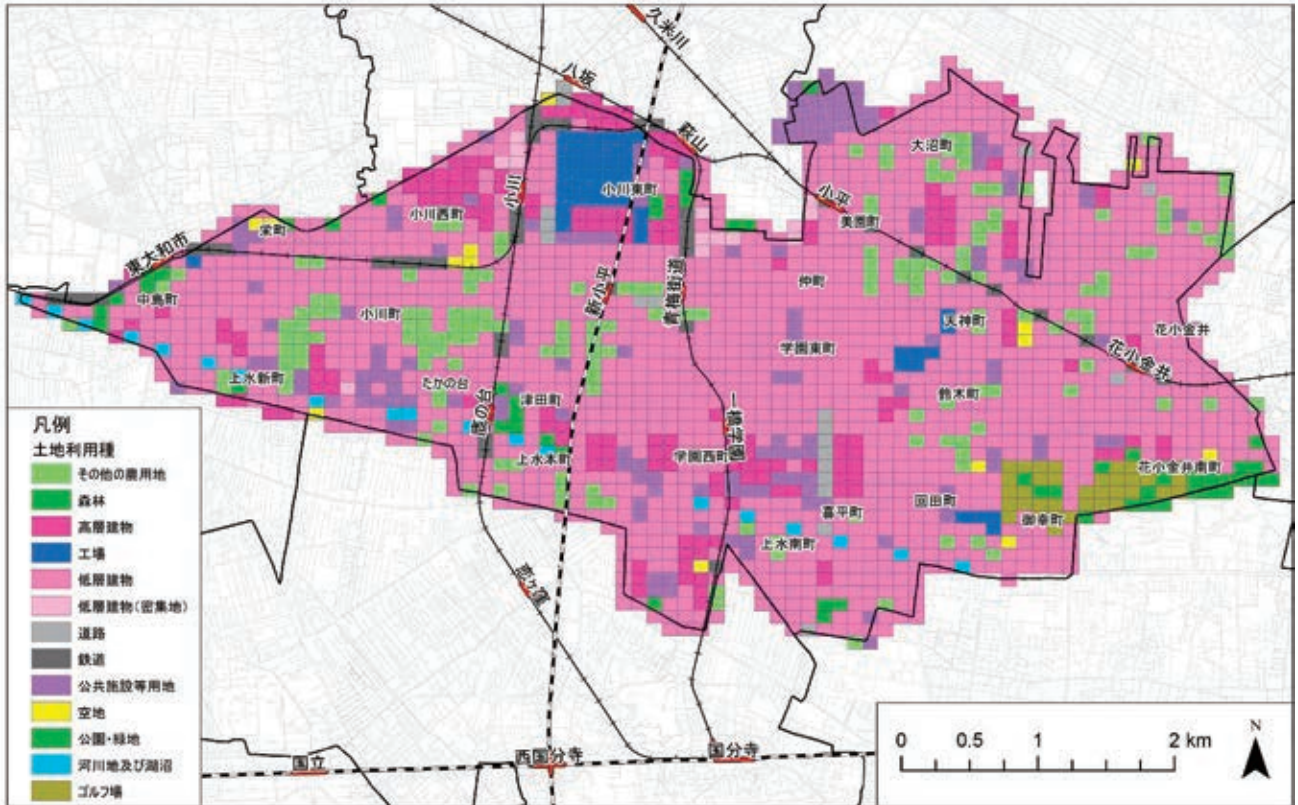 久米川
八坂
萩山
大沼町
小川東町
小川
小平
小川西町
美園町
栄町
東大和市
仲町
新小平
青梅街道
中島町
小川町
天神町
花小金井
学園東町
花小金井
上水新町
たかの台
鷹の台
津田町
鈴木町
一橋学園
上水本町
学園西町
花小金井南町
回田町
喜平町
御幸町
上水南町
恋ヶ窪
国立
西国分寺
国分寺
凡例
土地利用種
その他の農用地
森林
高層建物
工場
低層建物
低層建物(密集地)
道路
鉄道
公共施設等用地
空地
公園・緑地
河川地及び湖沼
ゴルフ場
0 0.5 1 2 km
N